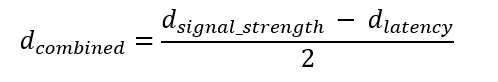 d_combined = (d_signal_strength − d_latency) / 2